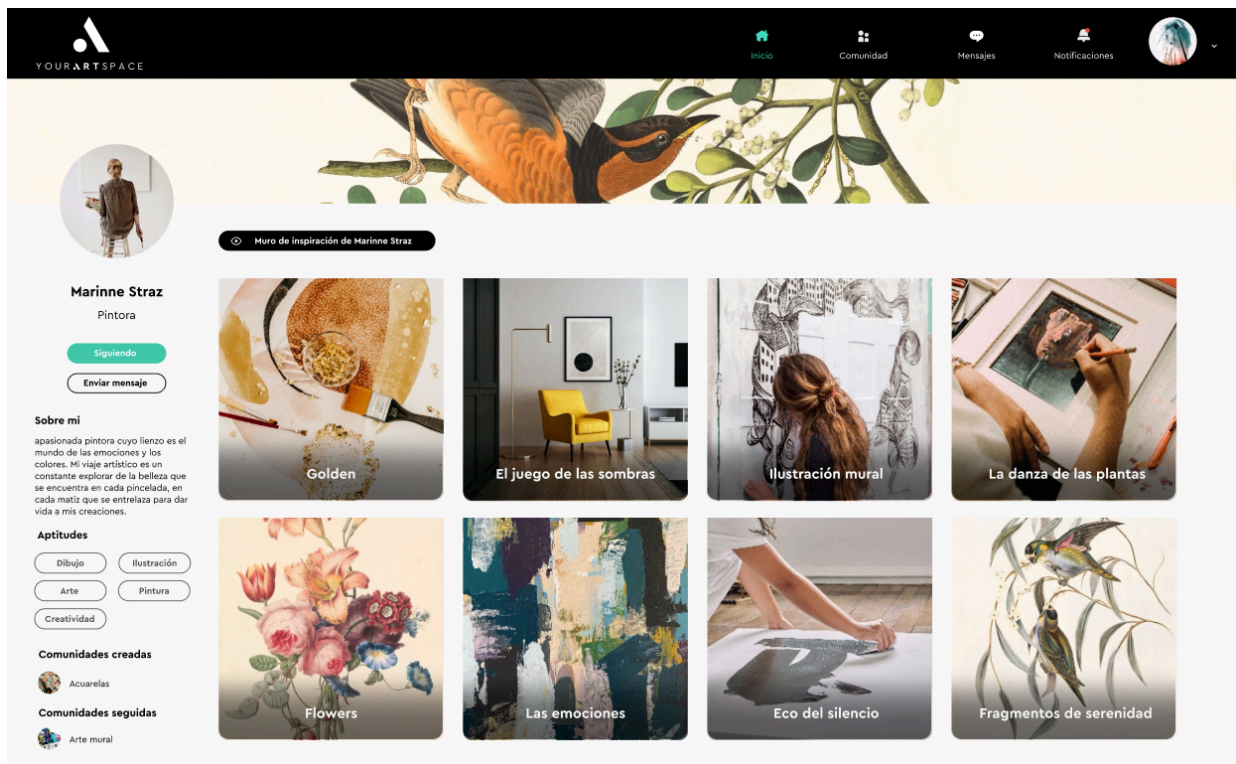 YOURARTSPACE
Inicio
Comunidad
Mensajes
Notificaciones
Marinne Straz
Pintora
Siguiendo
Enviar mensaje
Sobre mi
apasionada pintora cuyo lienzo es el
mundo de las emociones y los
colores. Mi viaje artístico es un
constante explorar de la belleza que
se encuentra en cada pincelada, en
cada matiz que se entrelaza para dar
vida a mis creaciones.
Aptitudes
Dibujo
Ilustración
Arte
Pintura
Creatividad
Comunidades creadas
Acuarelas
Comunidades seguidas
Arte mural
Muro de inspiración de Marinne Straz
Golden
El juego de las sombras
Ilustración mural
La danza de las plantas
Flowers
Las emociones
Eco del silencio
Fragmentos de serenidad